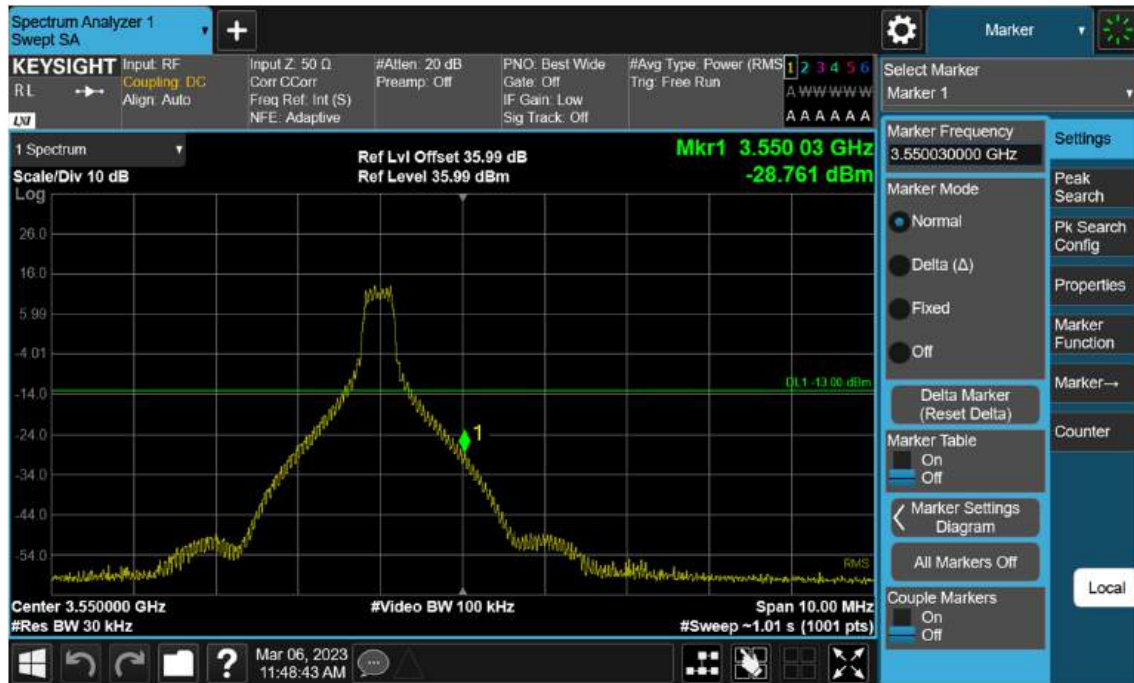 Spectrum Analyzer 1
Swept SA
+
Marker
KEYSIGHT
RL
LXI
Input: RF
Coupling: DC
Align: Auto
Input Z: 50 Ω
Corr CCorr
Freq Ref: Int (S)
NFE: Adaptive
#Atten: 20 dB
Preamp: Off
PNO: Best Wide
Gate: Off
IF Gain: Low
Sig Track: Off
#Avg Type: Power (RMS
Trig: Free Run
1 2 3 4 5 6
A W W W W W
A A A A A A
Select Marker
Marker 1
1 Spectrum
Scale/Div 10 dB
Log
Ref Lvl Offset 35.99 dB
Ref Level 35.99 dBm
Mkr1 3.550 03 GHz
-28.761 dBm
26.0
16.0
5.99
-4.01
-14.0
-24.0
-34.0
-44.0
-54.0
DL1 -13.00 dBm
1
RMS
Center 3.550000 GHz
#Res BW 30 kHz
#Video BW 100 kHz
Span 10.00 MHz
#Sweep ~1.01 s (1001 pts)
Marker Frequency
3.550030000 GHz
Marker Mode
Normal
Delta (Δ)
Fixed
Off
Delta Marker
(Reset Delta)
Marker Table
On
Off
Marker Settings
Diagram
All Markers Off
Couple Markers
On
Off
Settings
Peak
Search
Pk Search
Config
Properties
Marker
Function
Marker→
Counter
Local
?
Mar 06, 2023
11:48:43 AM